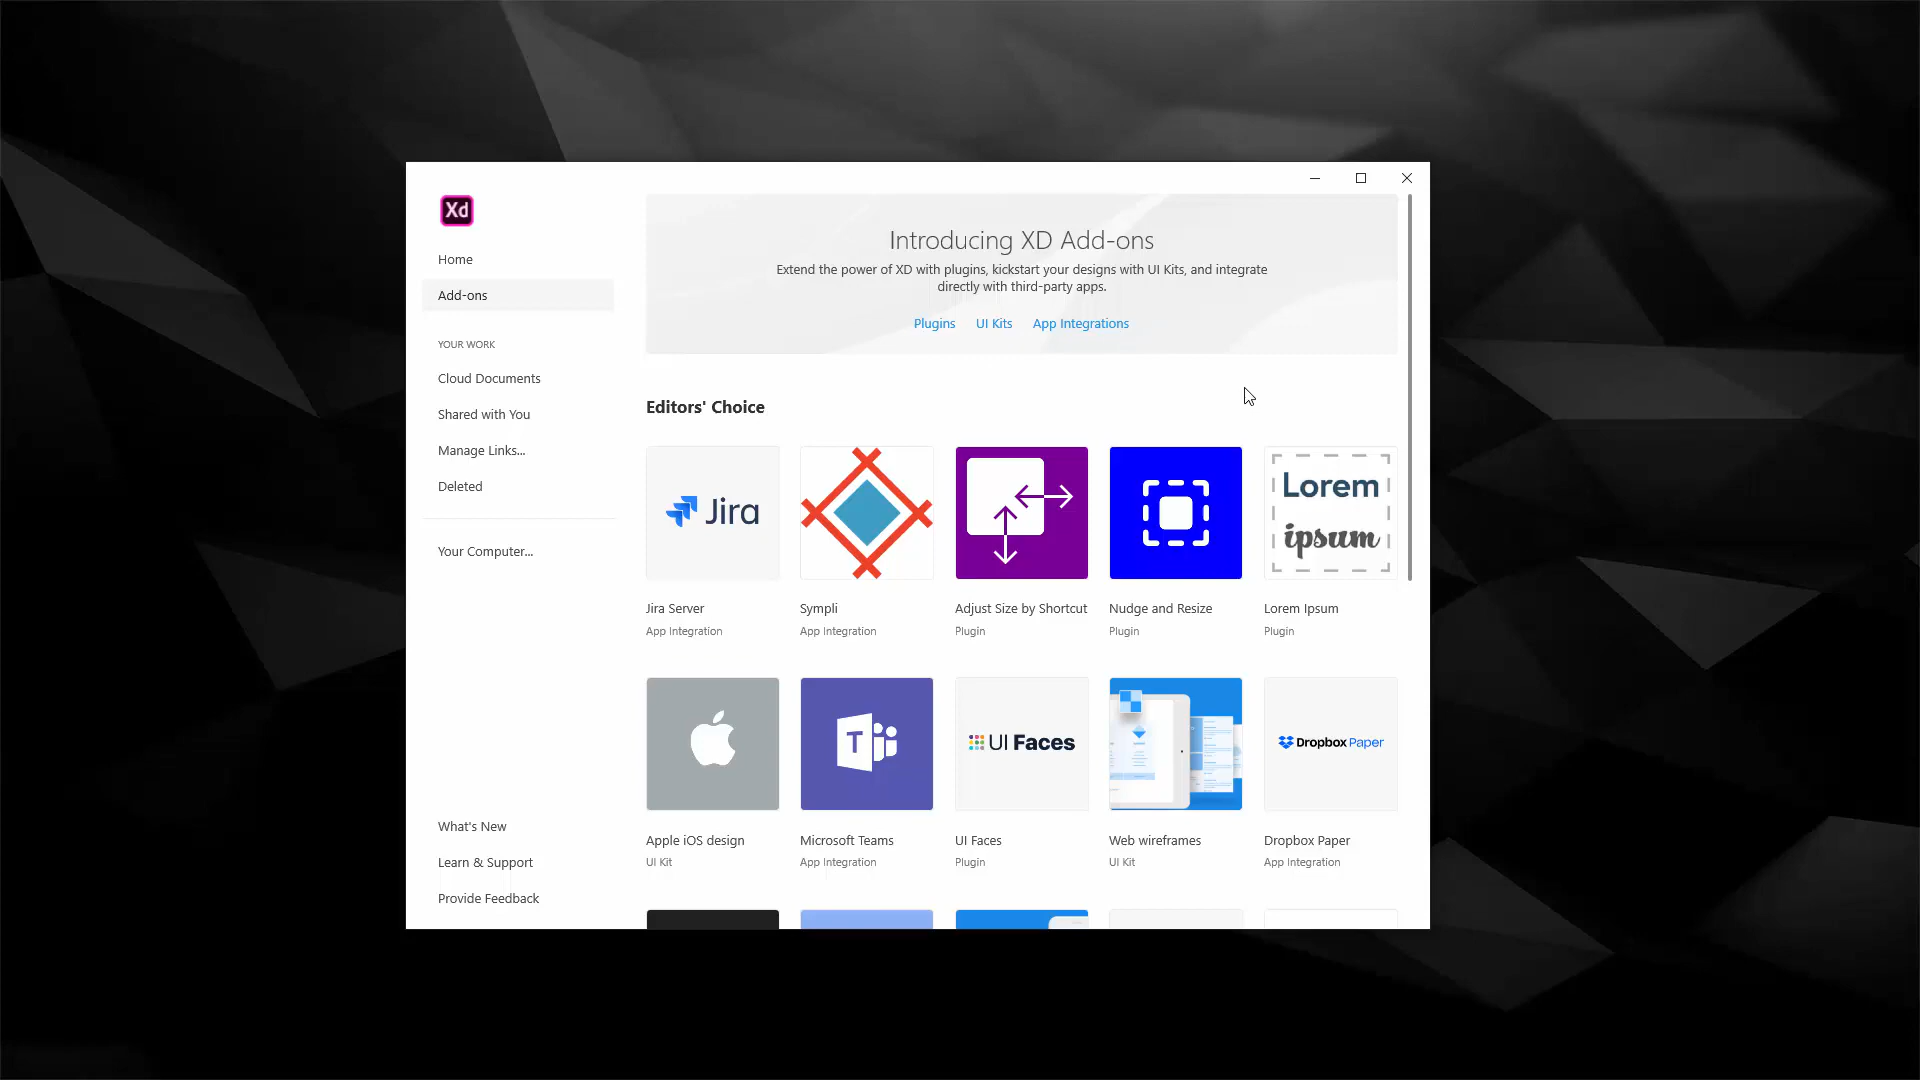 Xd
Home
Add-ons
YOUR WORK
Cloud Documents
Shared with You
Manage Links...
Deleted
Your Computer...
What's New
Learn & Support
Provide Feedback
Introducing XD Add-ons
Extend the power of XD with plugins, kickstart your designs with UI Kits, and integrate
directly with third-party apps.
Plugins UI Kits App Integrations
Editors' Choice
Jira
Lorem
ipsum
Jira Server
App Integration
Sympli
App Integration
Adjust Size by Shortcut
Plugin
Nudge and Resize
Plugin
Lorem Ipsum
Plugin
T
UI Faces
Dropbox Paper
Apple iOS design
UI Kit
Microsoft Teams
App Integration
UI Faces
Plugin
Web wireframes
UI Kit
Dropbox Paper
App Integration